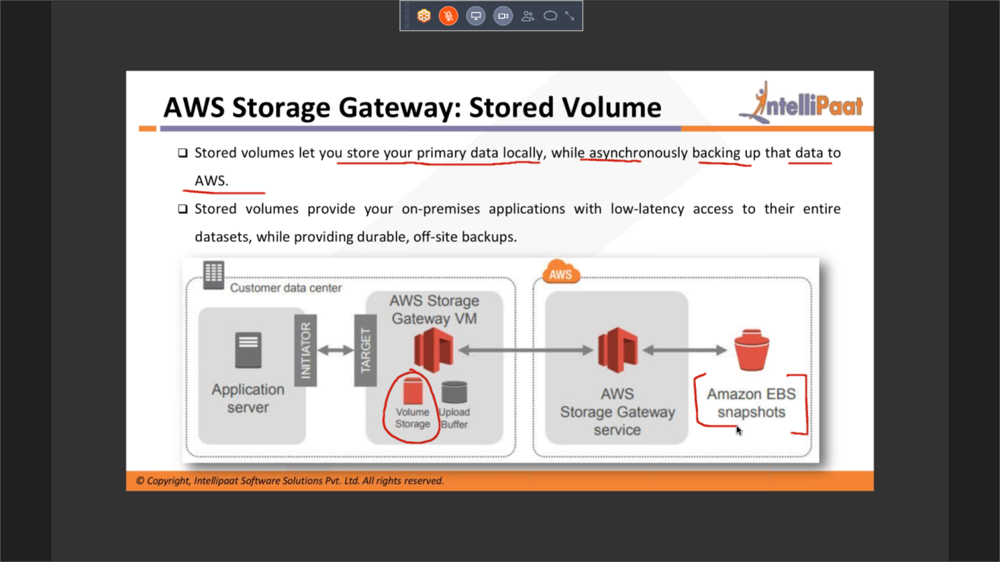 AWS Storage Gateway: Stored Volume
IntelliPaat
❑ Stored volumes let you store your primary data locally, while asynchronously backing up that data to
AWS.
❑ Stored volumes provide your on-premises applications with low-latency access to their entire
datasets, while providing durable, off-site backups.
Customer data center
AWS
Application
server
INITIATOR
TARGET
AWS Storage
Gateway VM
Volume
Storage
Upload
Buffer
AWS
Storage Gateway
service
Amazon EBS
snapshots
© Copyright, Intellipaat Software Solutions Pvt. Ltd. All rights reserved.